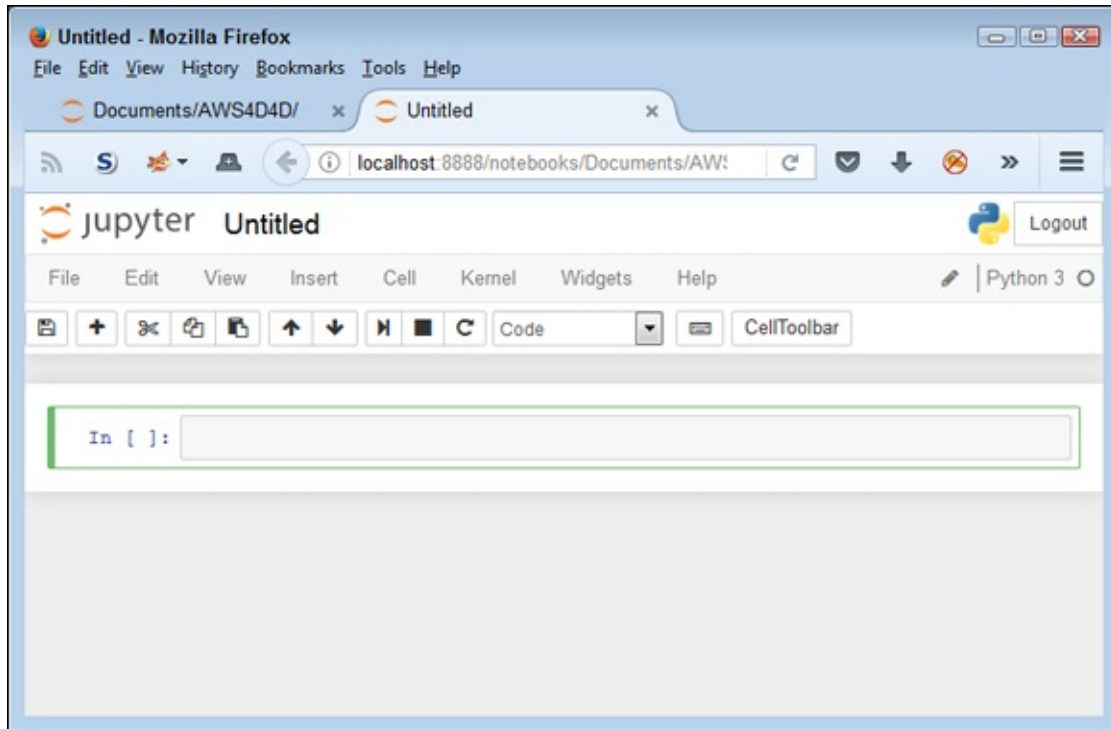 Untitled - Mozilla Firefox
File Edit View History Bookmarks Tools Help
Documents/AWS4D4D/ Untitled
localhost:8888/notebooks/Documents/AWS
jupyter Untitled Logout
File Edit View Insert Cell Kernel Widgets Help Python 3
Code CellToolbar
In [ ]: